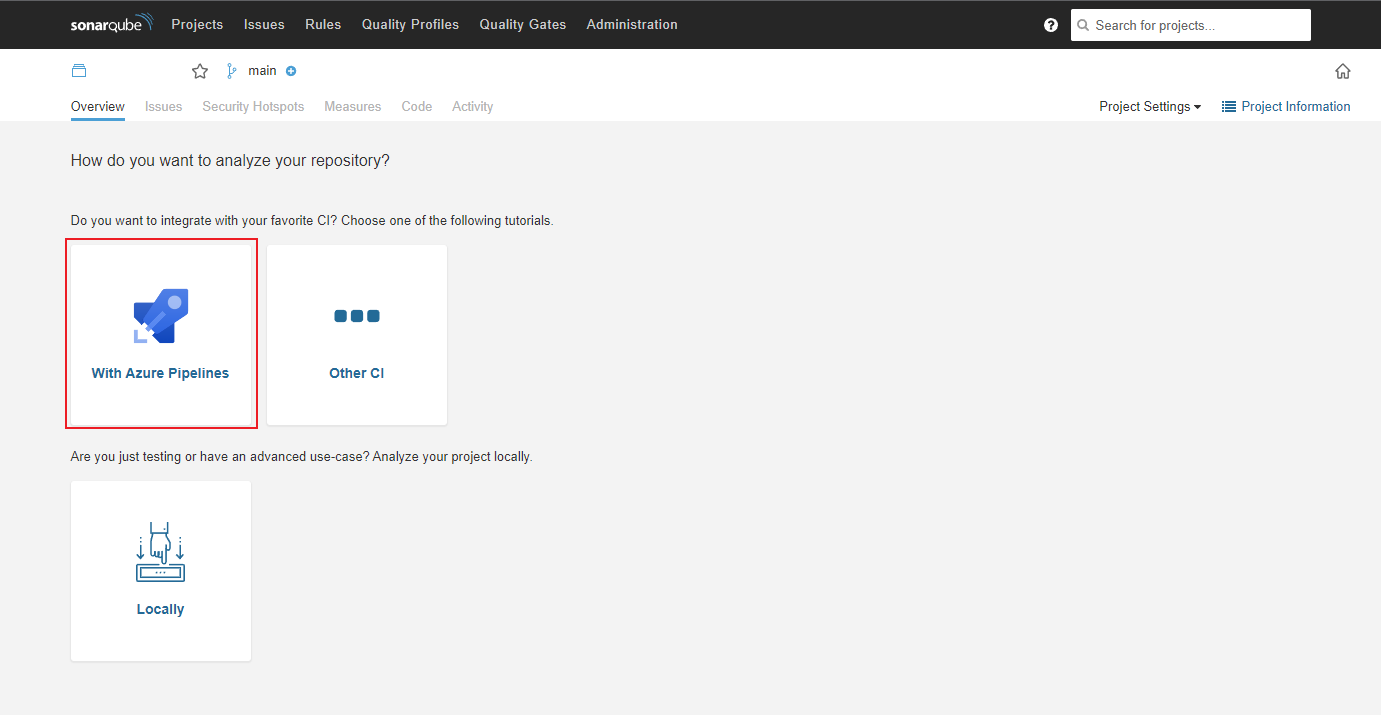 sonarqube Projects Issues Rules Quality Profiles Quality Gates Administration ? Search for projects...
main
Overview Issues Security Hotspots Measures Code Activity Project Settings Project Information
How do you want to analyze your repository?
Do you want to integrate with your favorite CI? Choose one of the following tutorials.
With Azure Pipelines Other CI
Are you just testing or have an advanced use-case? Analyze your project locally.
Locally